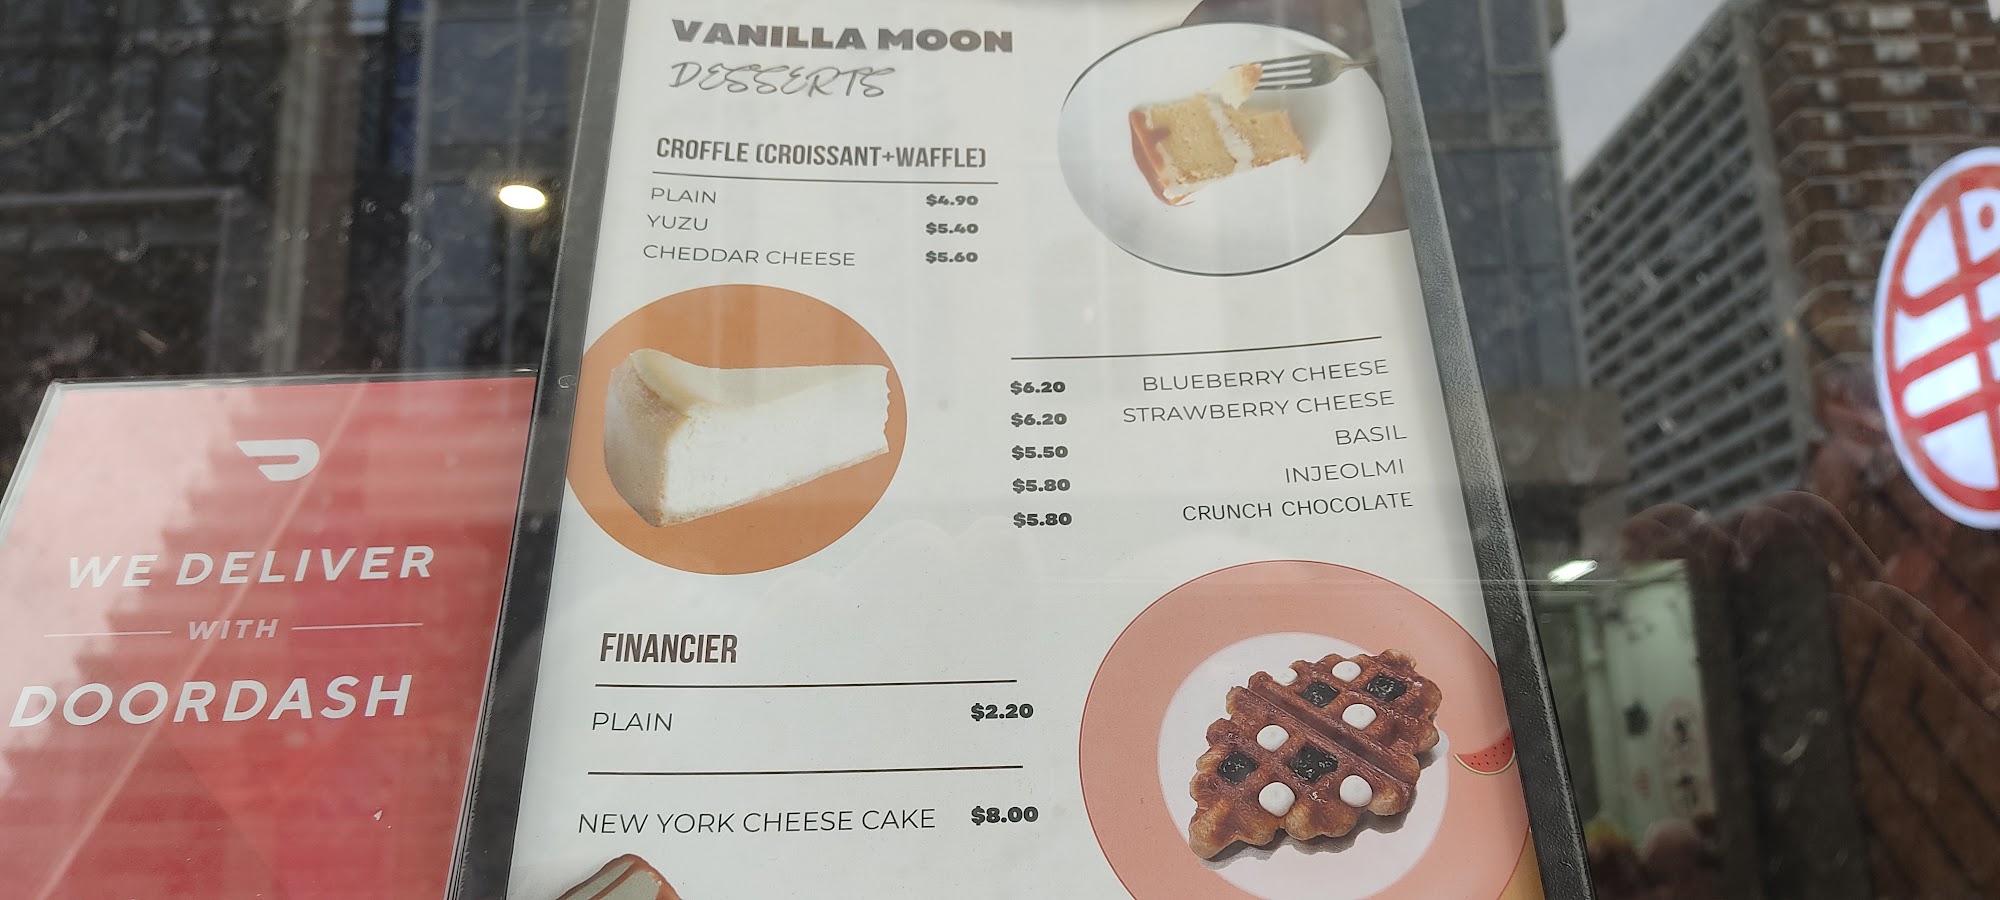 VANILLA MOON
DESSERTS
CROFFLE (CROISSANT+WAFFLE)
PLAIN $4.90
YUZU $5.40
CHEDDAR CHEESE $5.60
$6.20 BLUEBERRY CHEESE
$6.20 STRAWBERRY CHEESE
$5.50 BASIL
$5.80 INJEOLMI
$5.80 CRUNCH CHOCOLATE
FINANCIER
PLAIN $2.20
NEW YORK CHEESE CAKE $8.00
WE DELIVER
WITH
DOORDASH